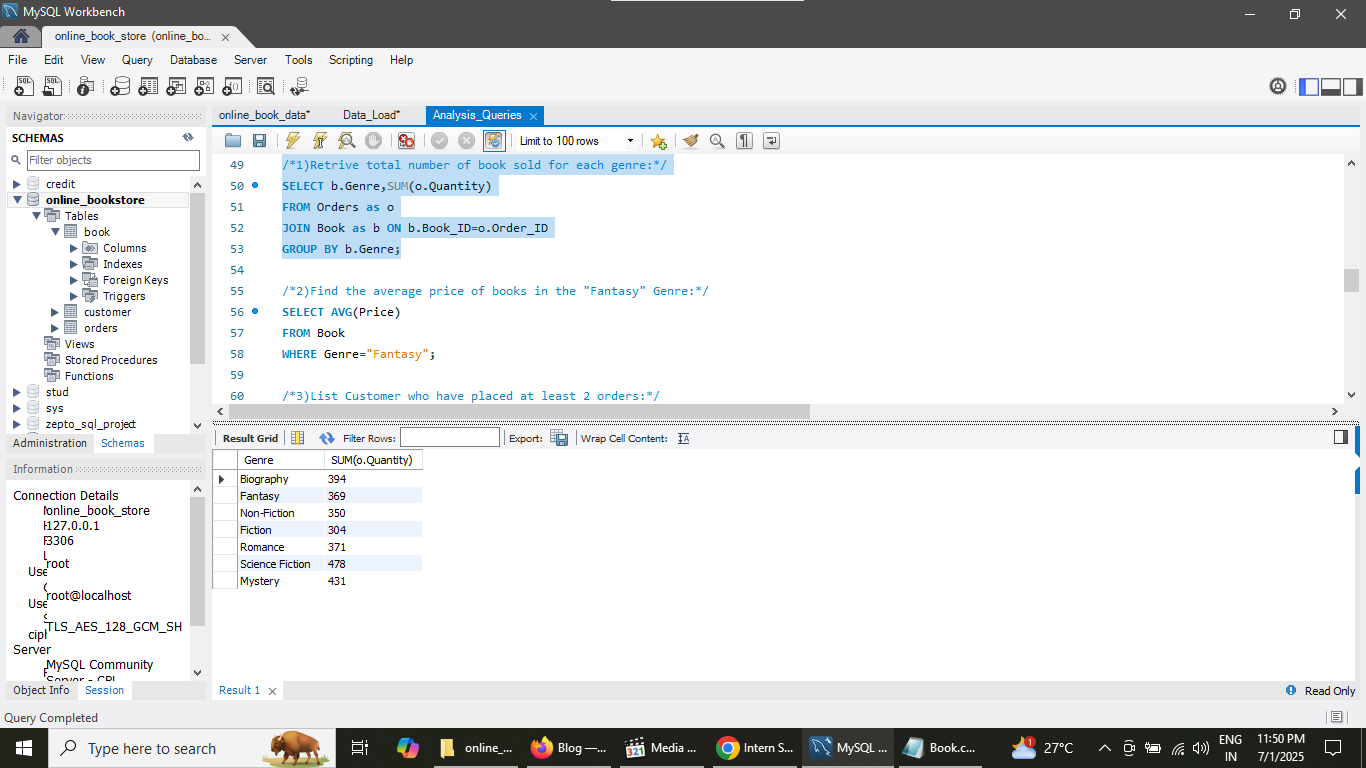 MySQL Workbench
online_book_store (online_bo...
File Edit View Query Database Server Tools Scripting Help
Navigator
SCHEMAS
Filter objects
credit
online_bookstore
Tables
book
Columns
Indexes
Foreign Keys
Triggers
customer
orders
Views
Stored Procedures
Functions
stud
sys
zepto_sql_project
Administration Schemas
Information
Connection Details
online_book_store
127.0.0.1
3306
root
Use
root@localhost
Use
TLS_AES_128_GCM_SH
ciph
Server
MySQL Community
Object Info Session
Query Completed
online_book_data* Data_Load* Analysis_Queries
Limit to 100 rows
49 /*1)Retrive total number of book sold for each genre:*/
50 SELECT b.Genre,SUM(o.Quantity)
51 FROM Orders as o
52 JOIN Book as b ON b.Book_ID=o.Order_ID
53 GROUP BY b.Genre;
54
55 /*2)Find the average price of books in the "Fantasy" Genre:*/
56 SELECT AVG(Price)
57 FROM Book
58 WHERE Genre="Fantasy";
59
60 /*3)List Customer who have placed at least 2 orders:*/
Result Grid Filter Rows: Export: Wrap Cell Content:
Genre SUM(o.Quantity)
Biography 394
Fantasy 369
Non-Fiction 350
Fiction 304
Romance 371
Science Fiction 478
Mystery 431
Result 1
Read Only
Type here to search
online_...
Blog —...
Media ...
Intern S...
MySQL ...
Book.c...
1
27°C
ENG
IN
11:50 PM
7/1/2025